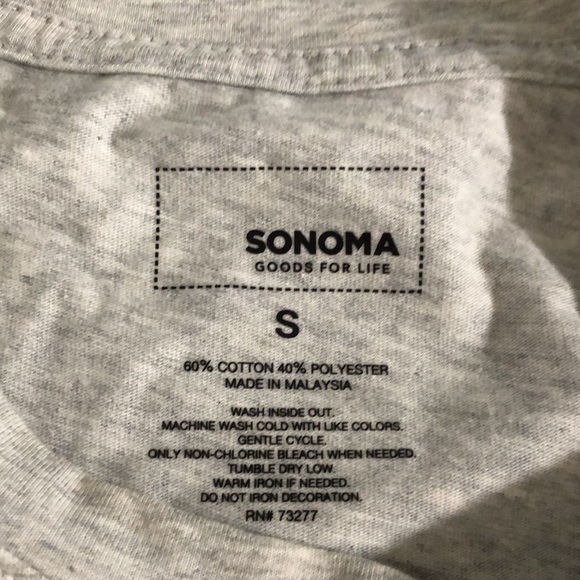 SONOMA
GOODS FOR LIFE
S
60% COTTON 40% POLYESTER
MADE IN MALAYSIA
WASH INSIDE OUT.
MACHINE WASH COLD WITH LIKE COLORS.
GENTLE CYCLE.
ONLY NON-CHLORINE BLEACH WHEN NEEDED.
TUMBLE DRY LOW.
WARM IRON IF NEEDED.
DO NOT IRON DECORATION.
RN# 73277